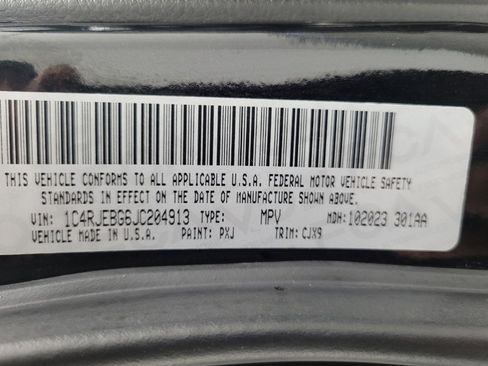 THIS VEHICLE CONFORMS TO ALL APPLICABLE U.S.A. FEDERAL MOTOR VEHICLE SAFETY
STANDARDS IN EFFECT ON THE DATE OF MANUFACTURE SHOWN ABOVE.
VIN: 1C4RJEBG6JC204913 TYPE: MPV MDH:102023 301AA
VEHICLE MADE IN U.S.A. PAINT: PXJ TRIM: CJX9